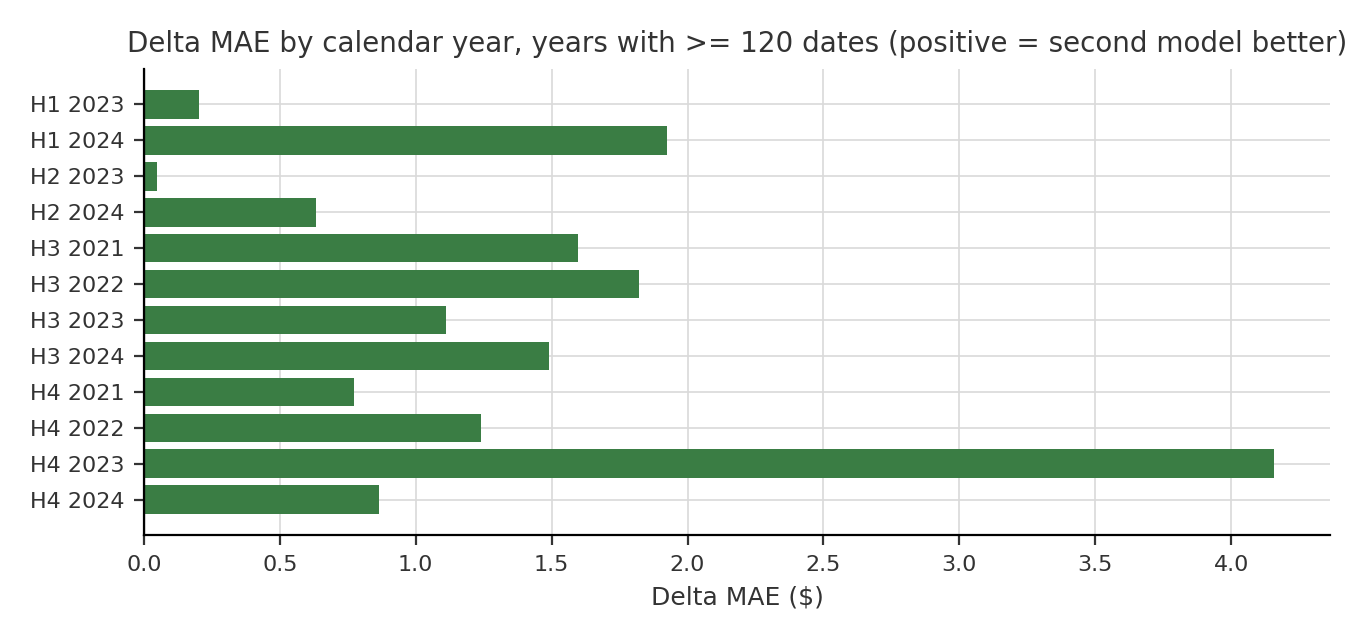 Delta MAE by calendar year, years with >= 120 dates (positive = second model better)
H1 2023
H1 2024
H2 2023
H2 2024
H3 2021
H3 2022
H3 2023
H3 2024
H4 2021
H4 2022
H4 2023
H4 2024
0.0 0.5 1.0 1.5 2.0 2.5 3.0 3.5 4.0
Delta MAE ($)